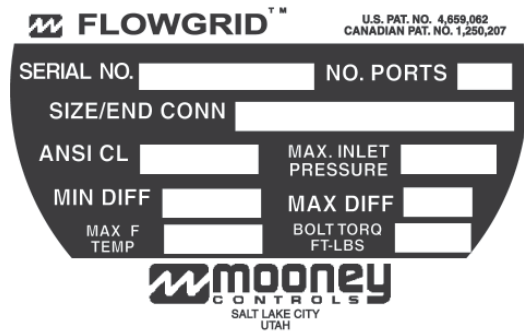 FLOWGRID™
U.S. PAT. NO. 4,659,062
CANADIAN PAT. NO. 1,250,207
SERIAL NO. NO. PORTS
SIZE/END CONN
ANSI CL MAX. INLET PRESSURE
MIN DIFF MAX DIFF
MAX F TEMP BOLT TORQ FT-LBS
mooney
CONTROLS
SALT LAKE CITY
UTAH